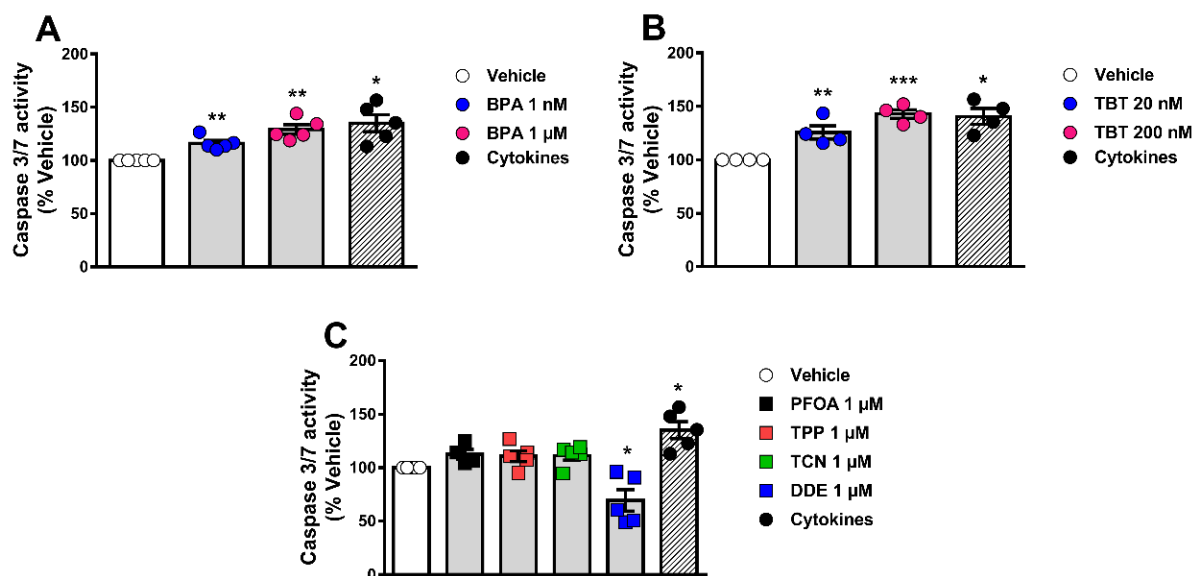 A
Caspase 3/7 activity
(% Vehicle)
200
150
100
50
0
**
**
*
Vehicle
BPA 1 nM
BPA 1 µM
Cytokines
B
Caspase 3/7 activity
(% Vehicle)
200
150
100
50
0
**
***
*
Vehicle
TBT 20 nM
TBT 200 nM
Cytokines
C
Caspase 3/7 activity
(% Vehicle)
200
150
100
50
0
*
*
Vehicle
PFOA 1 µM
TPP 1 µM
TCN 1 µM
DDE 1 µM
Cytokines